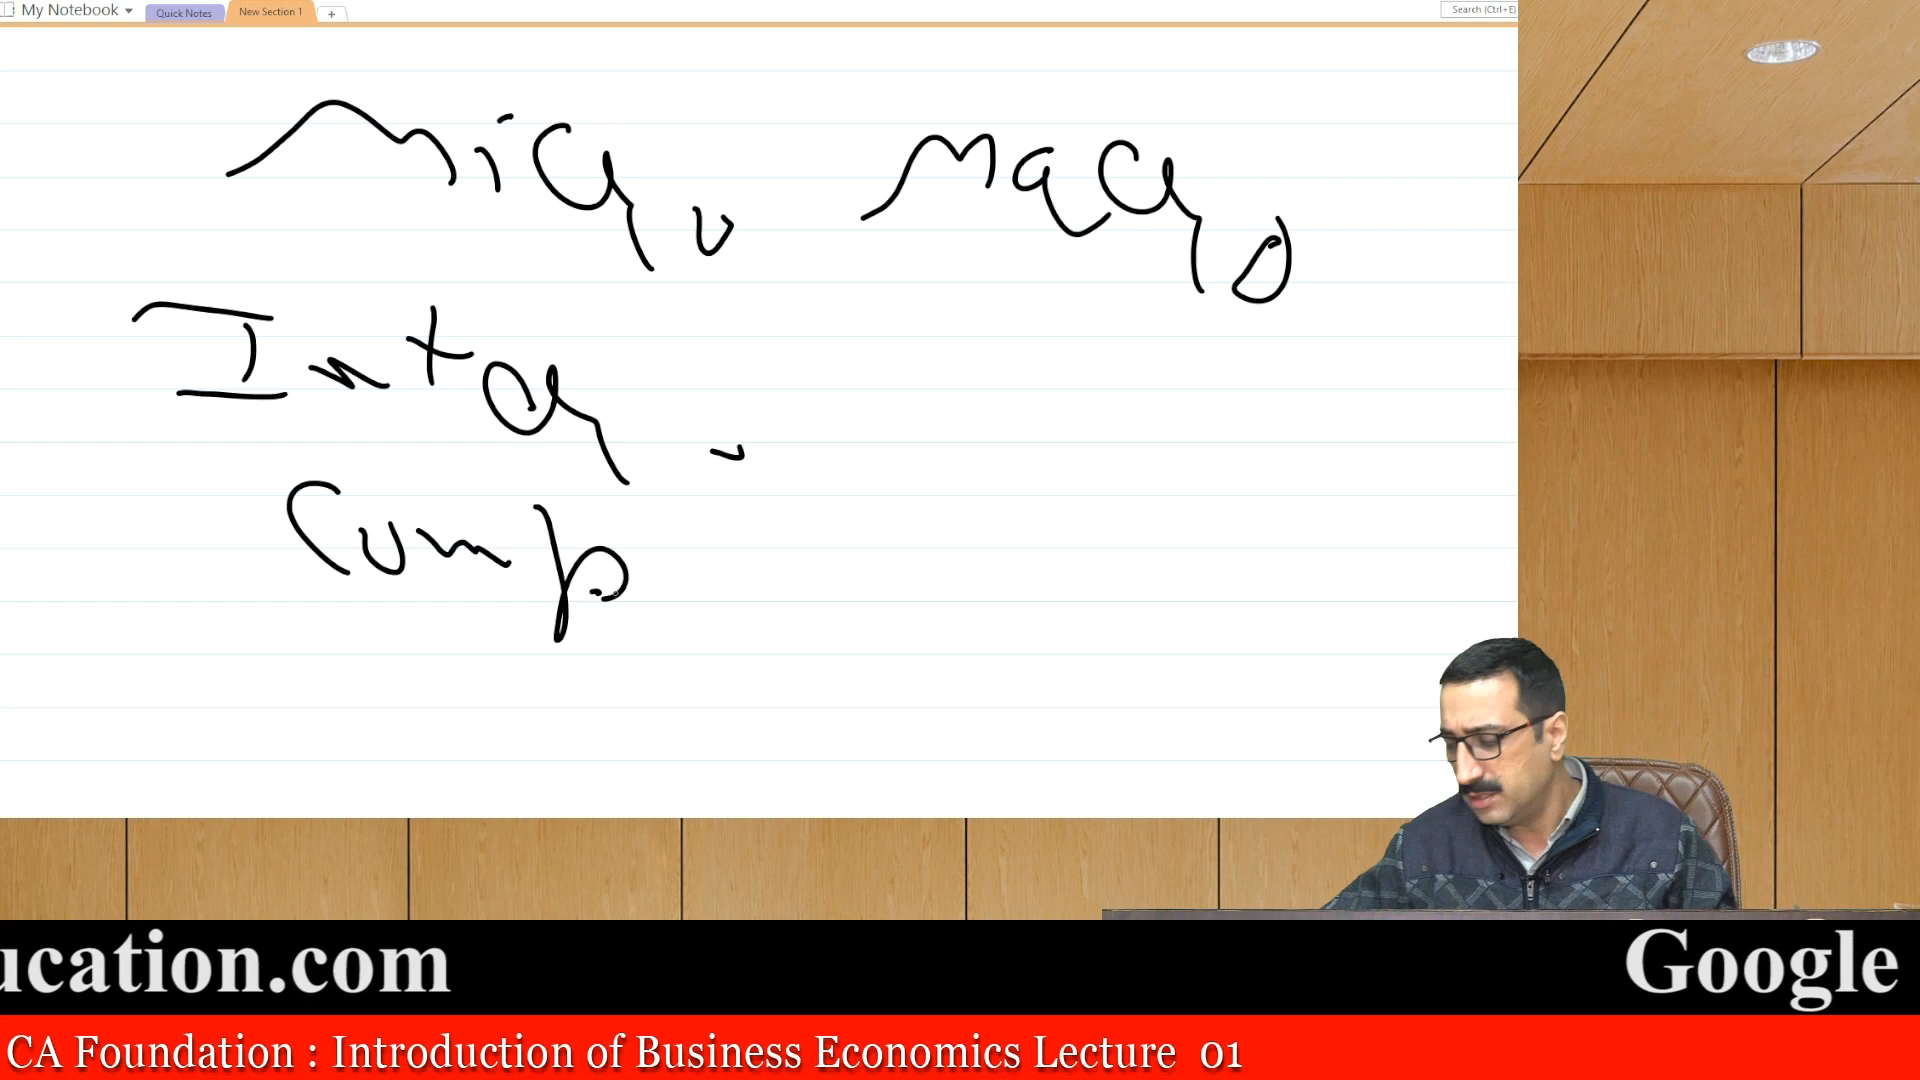 My Notebook Quick Notes New Section 1 + Search (Ctrl+E)
Micro Macro
Inter
Comp
ucation.com Google
CA Foundation : Introduction of Business Economics Lecture 01